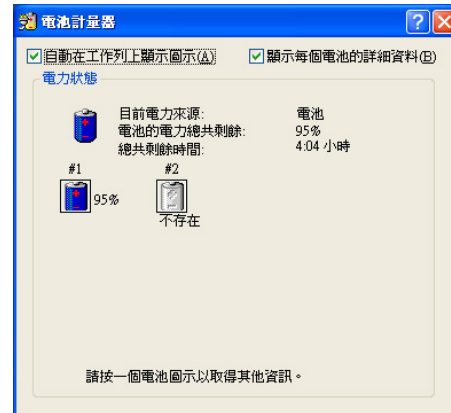 電池計量器
自動在工作列上顯示圖示(A) 顯示每個電池的詳細資料(B)
電力狀態
目前電力來源: 電池
電池的電力總共剩餘: 95%
總共剩餘時間: 4:04 小時
#1 #2
95%
不存在
請按一個電池圖示以取得其他資訊。